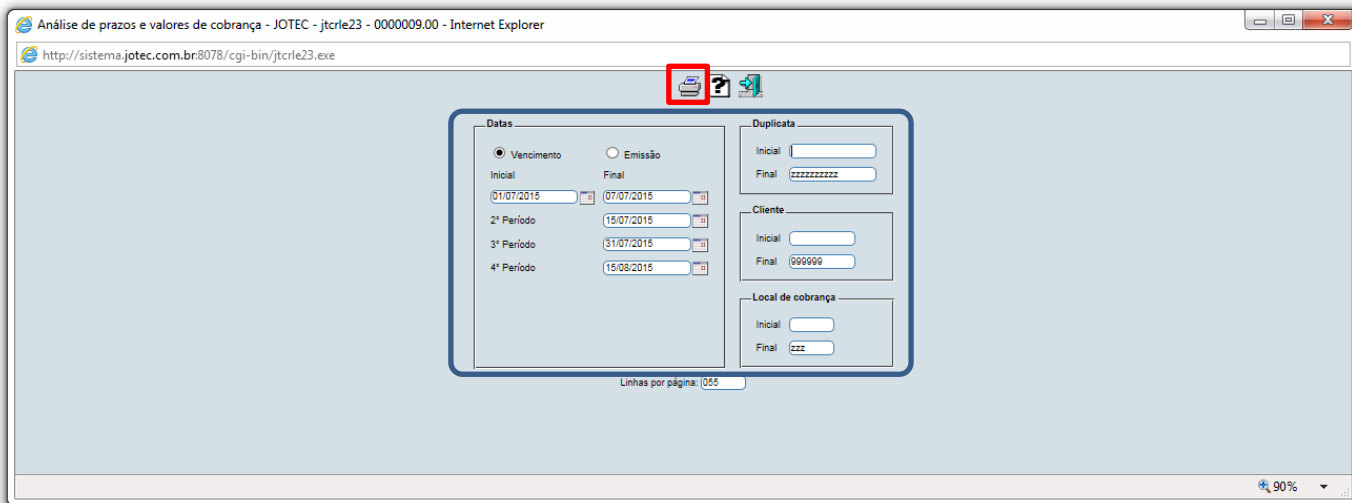 Análise de prazos e valores de cobrança - JOTEC - jtcrle23 - 0000009.00 - Internet Explorer
http://sistema.jotec.com.br:8078/cgi-bin/jtcrle23.exe
Datas
Vencimento Emissão
Inicial Final
01/07/2015 07/07/2015
2° Período 15/07/2015
3° Período 31/07/2015
4° Período 15/08/2015
Duplicata
Inicial
Final zzzzzzzzzz
Cliente
Inicial
Final 999999
Local de cobrança
Inicial
Final zzz
Linhas por página: 055
90%